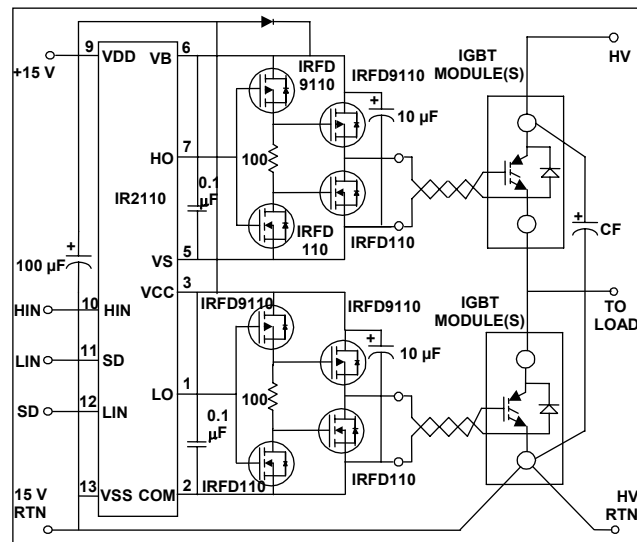 9
VDD
VB
6
IRFD
9110
IRFD9110
IGBT
MODULE(S)
HV
+15 V
+
10 µF
HO
7
100
0.1
µF
IR2110
IRFD
110
IRFD110
+
CF
+
100 µF
VS
5
VCC
3
IRFD9110
IRFD9110
IGBT
MODULE(S)
TO
LOAD
HIN
10
HIN
+
10 µF
LIN
11
SD
LO
1
100
SD
12
LIN
0.1
µF
IRFD110
IRFD110
15 V
RTN
13
VSS
COM
2
HV
RTN